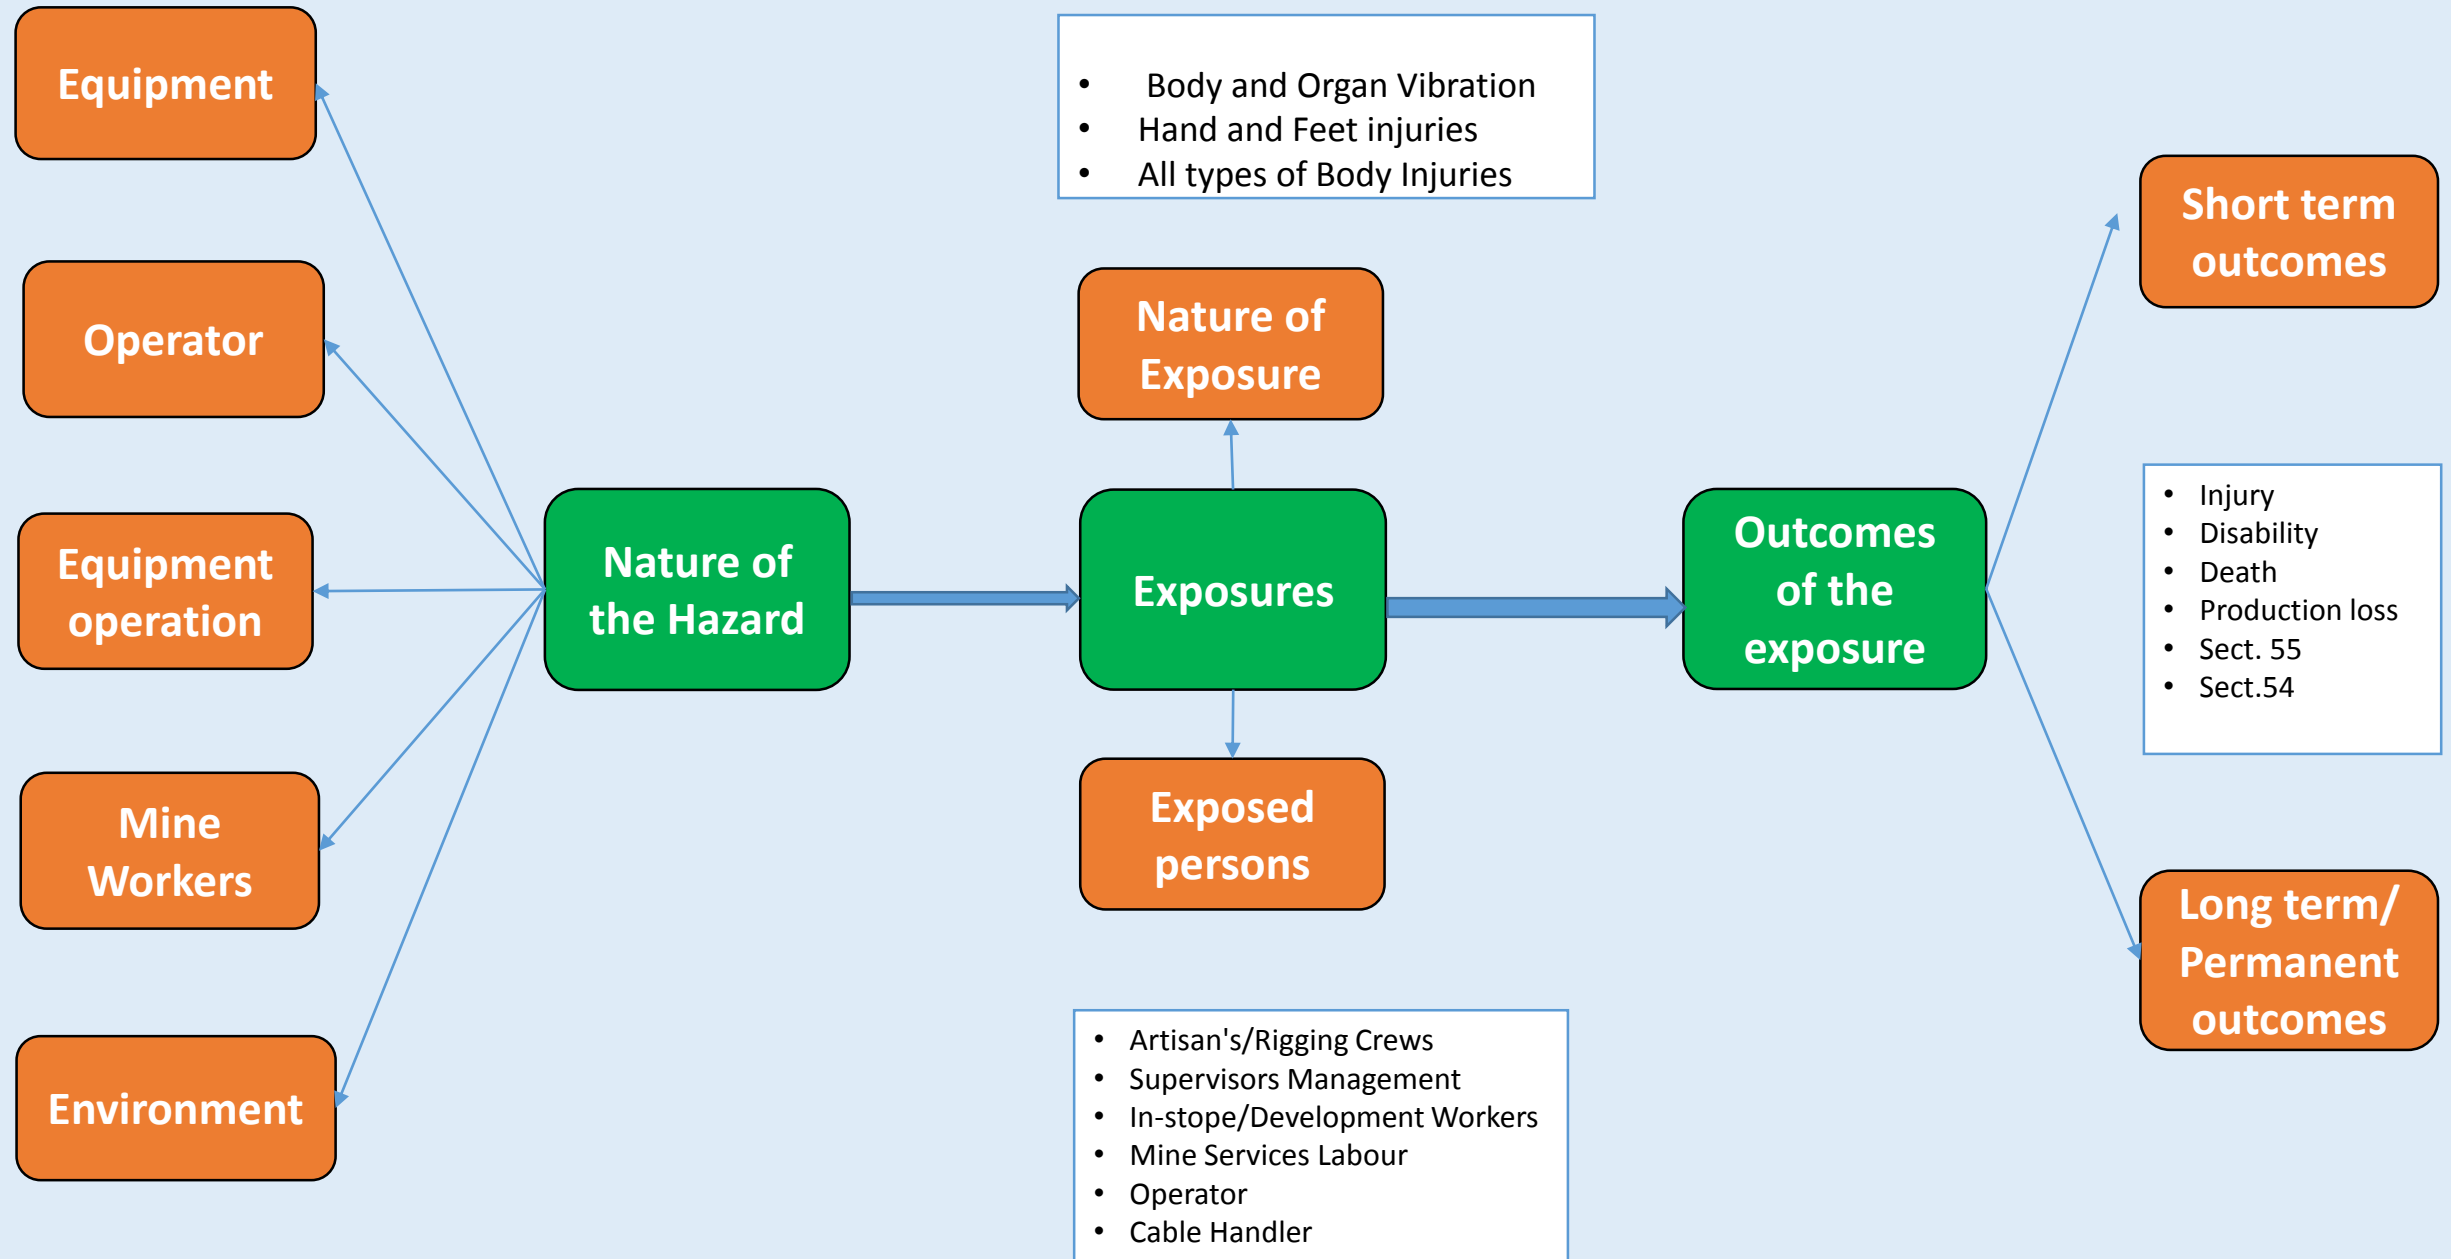 Equipment
Operator
Equipment
operation
Mine
Workers
Environment
Nature of
the Hazard
• Body and Organ Vibration
• Hand and Feet injuries
• All types of Body Injuries
Nature of
Exposure
Exposures
Exposed
persons
• Artisan's/Rigging Crews
• Supervisors Management
• In-stope/Development Workers
• Mine Services Labour
• Operator
• Cable Handler
Outcomes
of the
exposure
Short term
outcomes
• Injury
• Disability
• Death
• Production loss
• Sect. 55
• Sect.54
Long term/
Permanent
outcomes